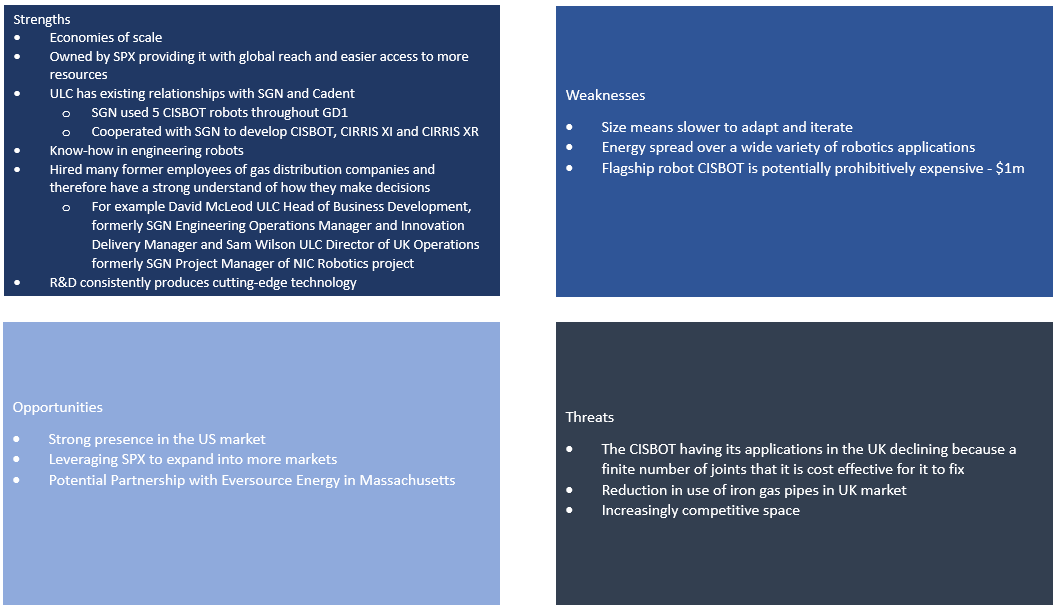 Strengths
• Economies of scale
• Owned by SPX providing it with global reach and easier access to more
resources
• ULC has existing relationships with SGN and Cadent
o SGN used 5 CISBOT robots throughout GD1
o Cooperated with SGN to develop CISBOT, CIRRIS XI and CIRRIS XR
• Know-how in engineering robots
• Hired many former employees of gas distribution companies and
therefore have a strong understand of how they make decisions
o For example David McLeod ULC Head of Business Development,
formerly SGN Engineering Operations Manager and Innovation
Delivery Manager and Sam Wilson ULC Director of UK Operations
formerly SGN Project Manager of NIC Robotics project
• R&D consistently produces cutting-edge technology
Weaknesses
• Size means slower to adapt and iterate
• Energy spread over a wide variety of robotics applications
• Flagship robot CISBOT is potentially prohibitively expensive - $1m
Opportunities
• Strong presence in the US market
• Leveraging SPX to expand into more markets
• Potential Partnership with Eversource Energy in Massachusetts
Threats
• The CISBOT having its applications in the UK declining because a
finite number of joints that it is cost effective for it to fix
• Reduction in use of iron gas pipes in UK market
• Increasingly competitive space